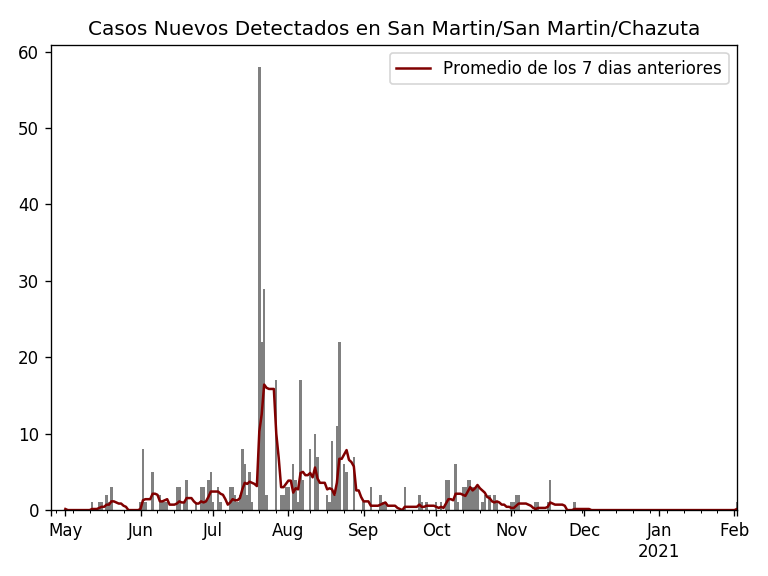 Casos Nuevos Detectados en San Martin/San Martin/Chazuta
Promedio de los 7 dias anteriores
60
50
40
30
20
10
0
May Jun Jul Aug Sep Oct Nov Dec Jan Feb
2021